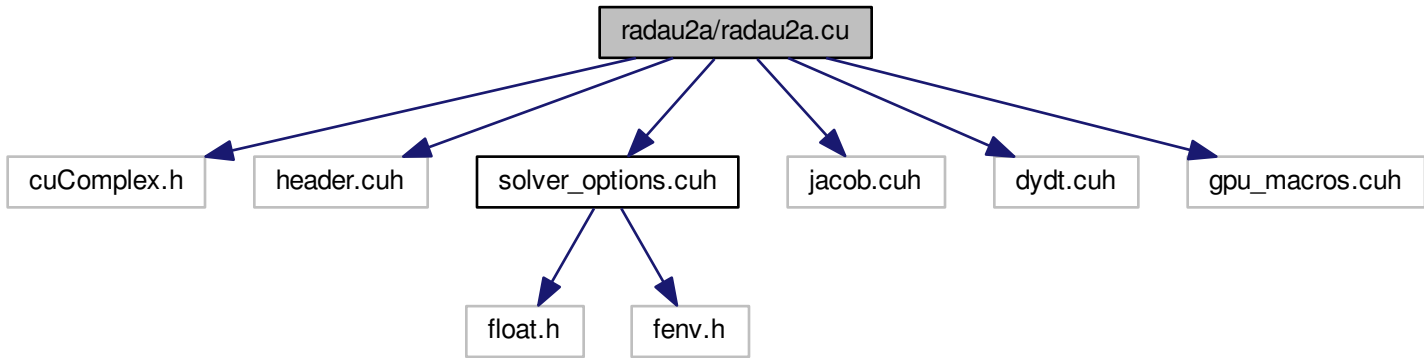 radau2a/radau2a.cu
cuComplex.h
header.cuh
solver_options.cuh
jacob.cuh
dydt.cuh
gpu_macros.cuh
float.h
fenv.h